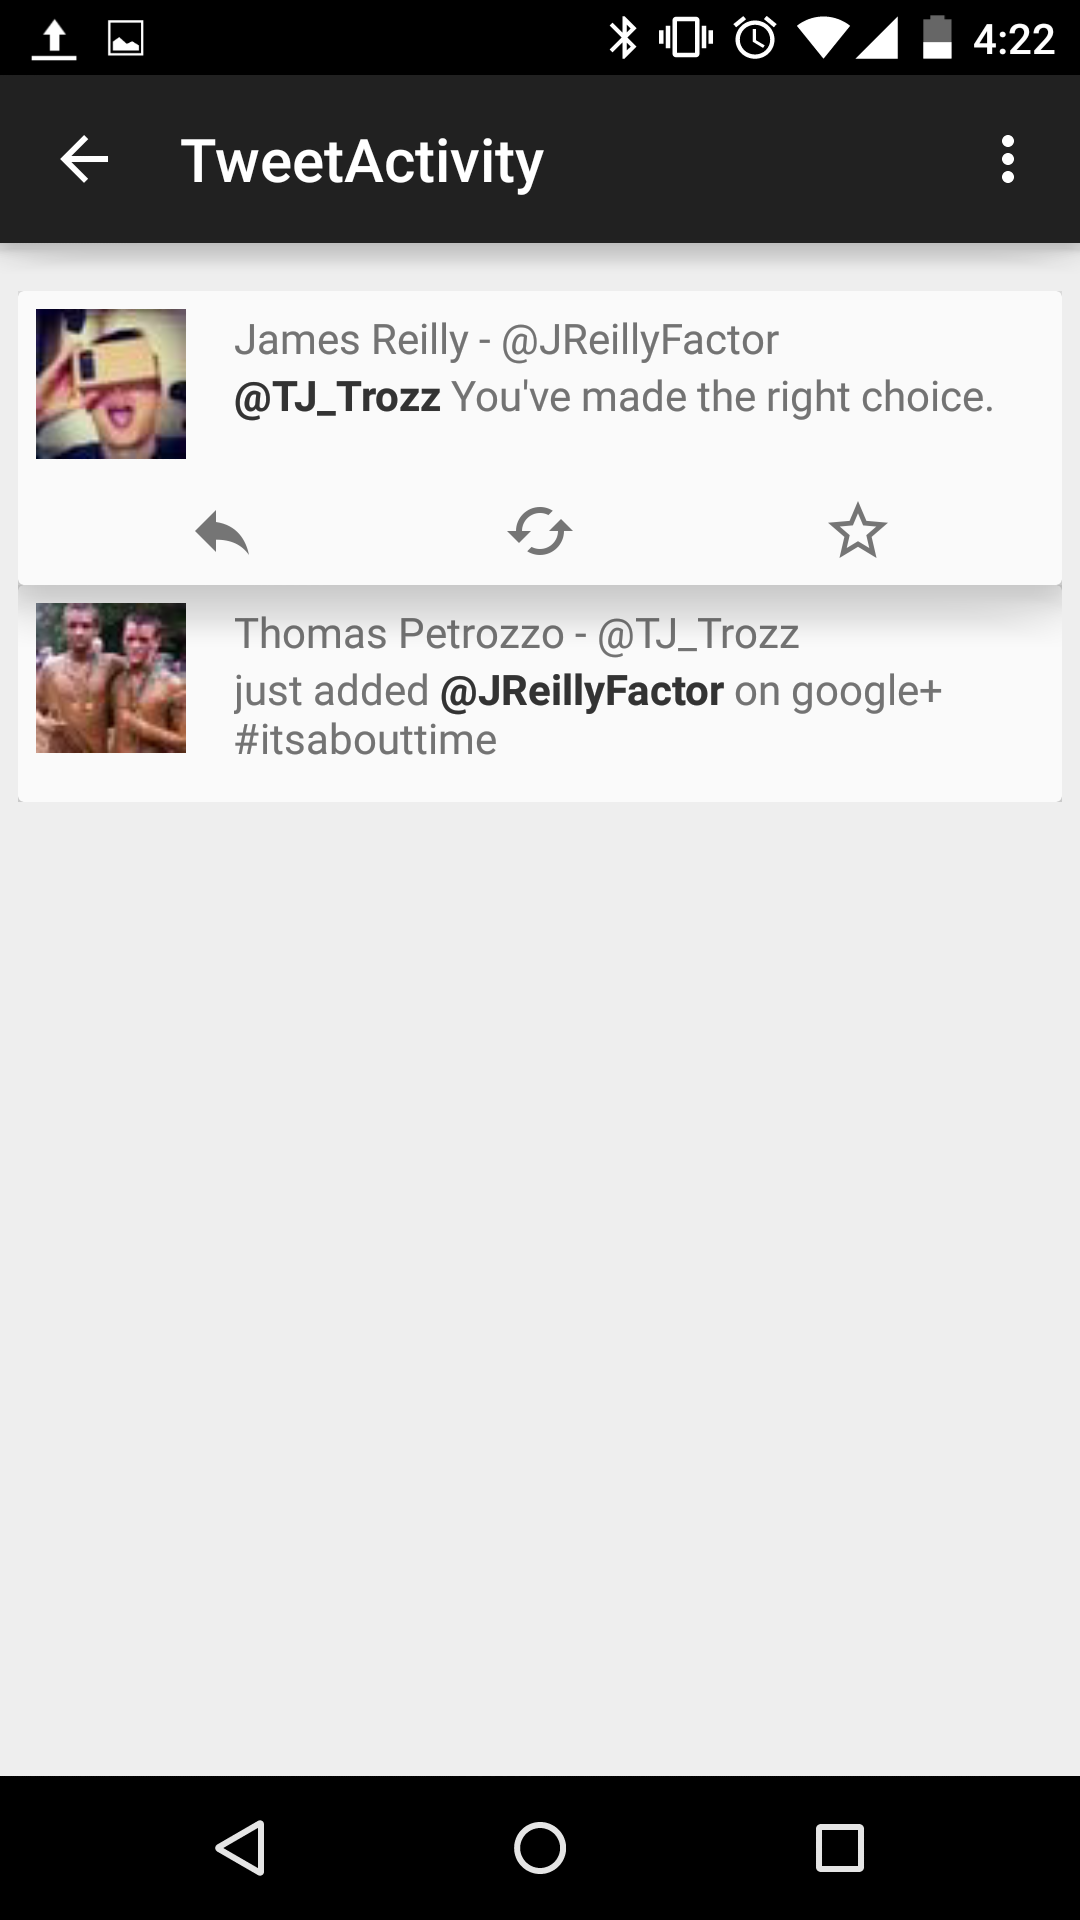 4:22
TweetActivity
James Reilly - @JReillyFactor
@TJ_Trozz You've made the right choice.
Thomas Petrozzo - @TJ_Trozz
just added @JReillyFactor on google+
#itsabouttime